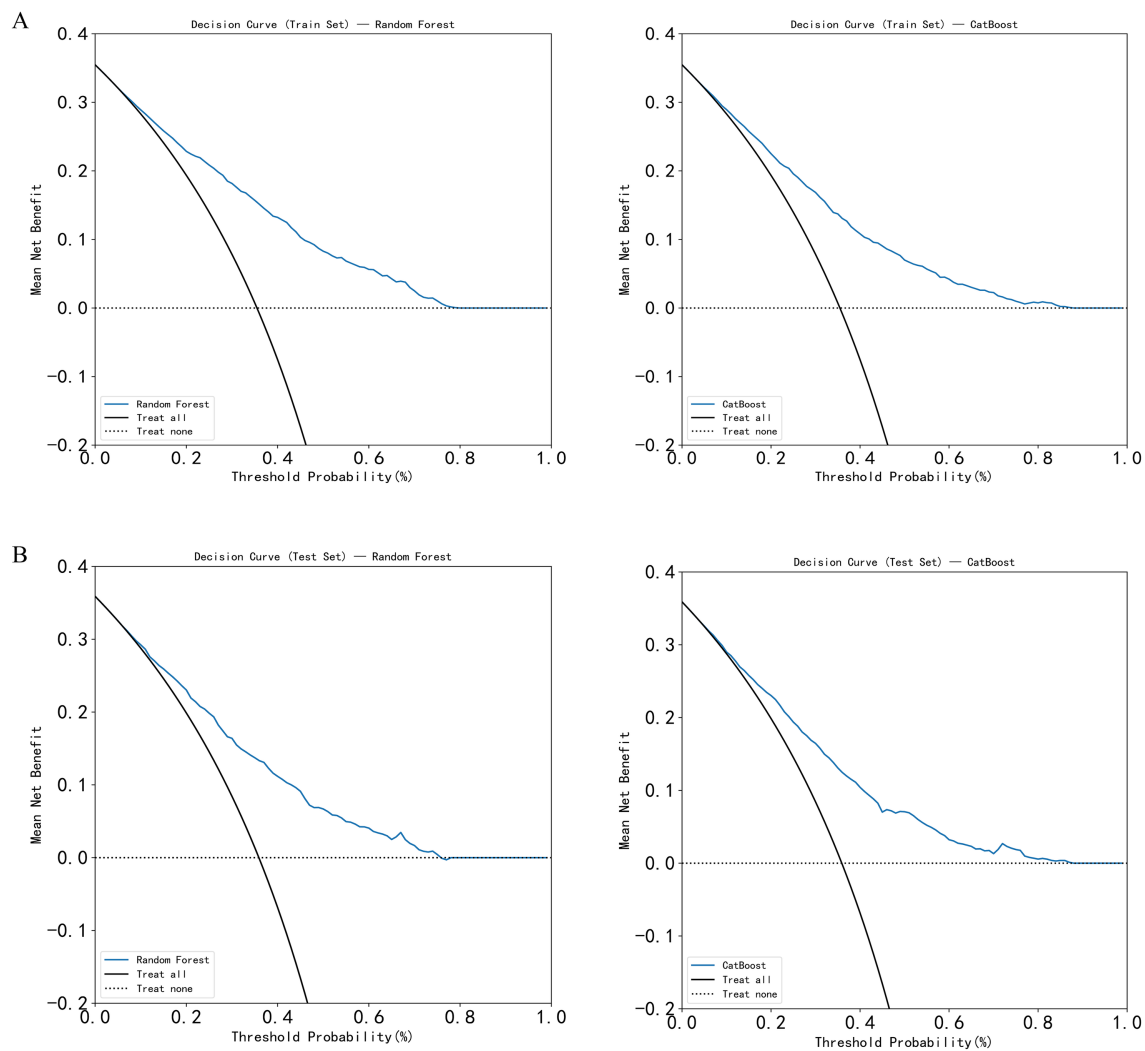 A
Decision Curve (Train Set) — Random Forest
0.4
0.3
0.2
0.1
0.0
−0.1
−0.2
Mean Net Benefit
Random Forest
Treat all
Treat none
0.0 0.2 0.4 0.6 0.8 1.0
Threshold Probability(%)
Decision Curve (Train Set) — CatBoost
0.4
0.3
0.2
0.1
0.0
−0.1
−0.2
Mean Net Benefit
CatBoost
Treat all
Treat none
0.0 0.2 0.4 0.6 0.8 1.0
Threshold Probability(%)
B
Decision Curve (Test Set) — Random Forest
0.4
0.3
0.2
0.1
0.0
−0.1
−0.2
Mean Net Benefit
Random Forest
Treat all
Treat none
0.0 0.2 0.4 0.6 0.8 1.0
Threshold Probability(%)
Decision Curve (Test Set) — CatBoost
0.4
0.3
0.2
0.1
0.0
−0.1
−0.2
Mean Net Benefit
CatBoost
Treat all
Treat none
0.0 0.2 0.4 0.6 0.8 1.0
Threshold Probability(%)